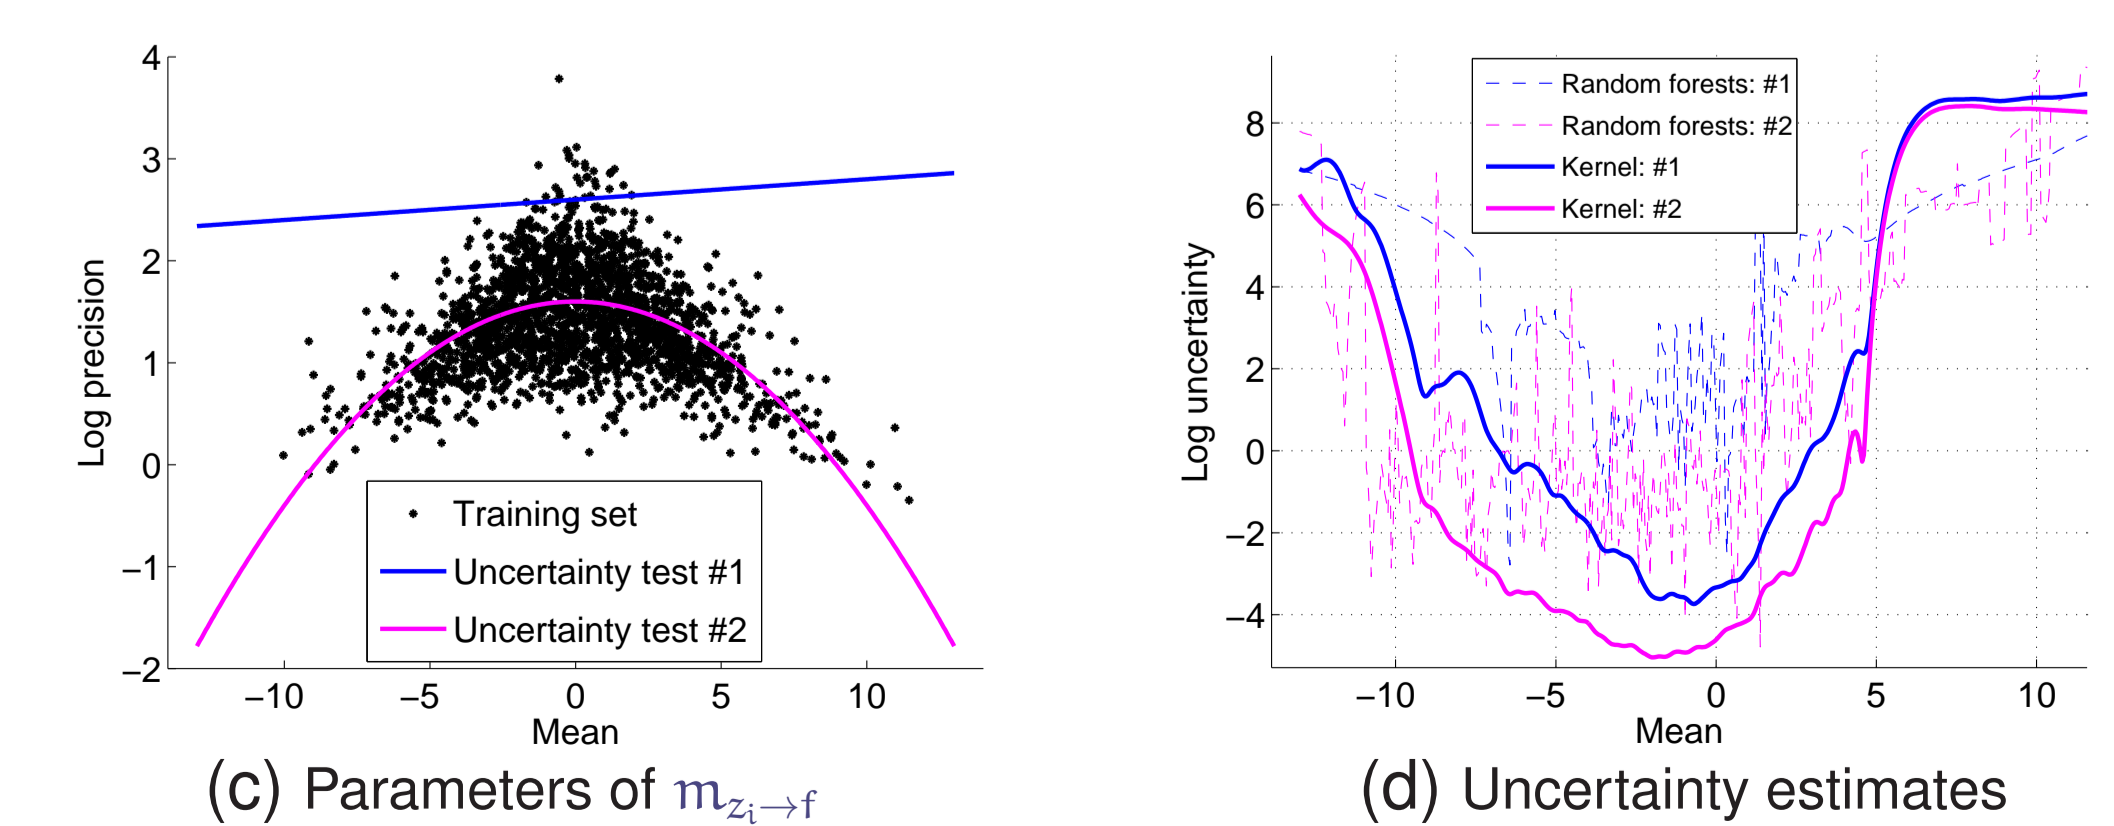 4
3
2
1
0
−1
−2
Log precision
Training set
Uncertainty test #1
Uncertainty test #2
−10 −5 0 5 10
Mean
(c) Parameters of m_{z_i→f}
8
6
4
2
0
−2
−4
Log uncertainty
Random forests: #1
Random forests: #2
Kernel: #1
Kernel: #2
−10 −5 0 5 10
Mean
(d) Uncertainty estimates